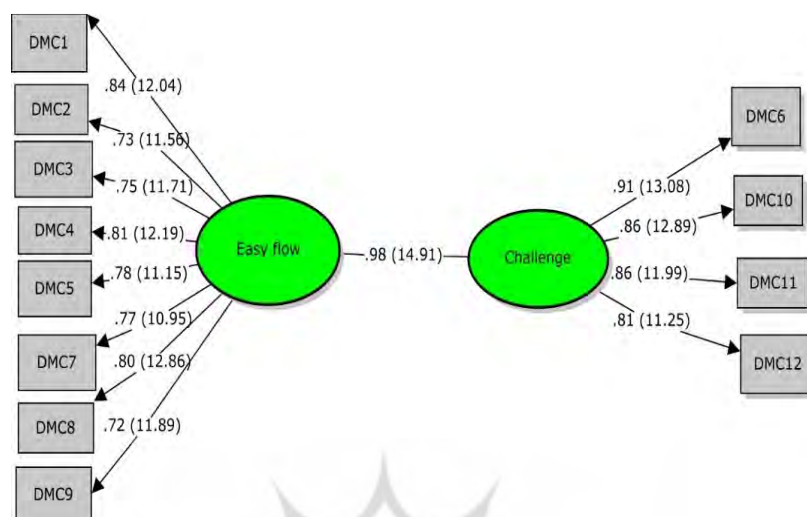 DMC1
.84 (12.04)
DMC2
.73 (11.56)
DMC3
.75 (11.71)
DMC4
.81 (12.19)
DMC5
.78 (11.15)
DMC7
.77 (10.95)
DMC8
.80 (12.86)
DMC9
.72 (11.89)
Easy flow
.98 (14.91)
Challenge
DMC6
.91 (13.08)
DMC10
.86 (12.89)
DMC11
.86 (11.99)
DMC12
.81 (11.25)